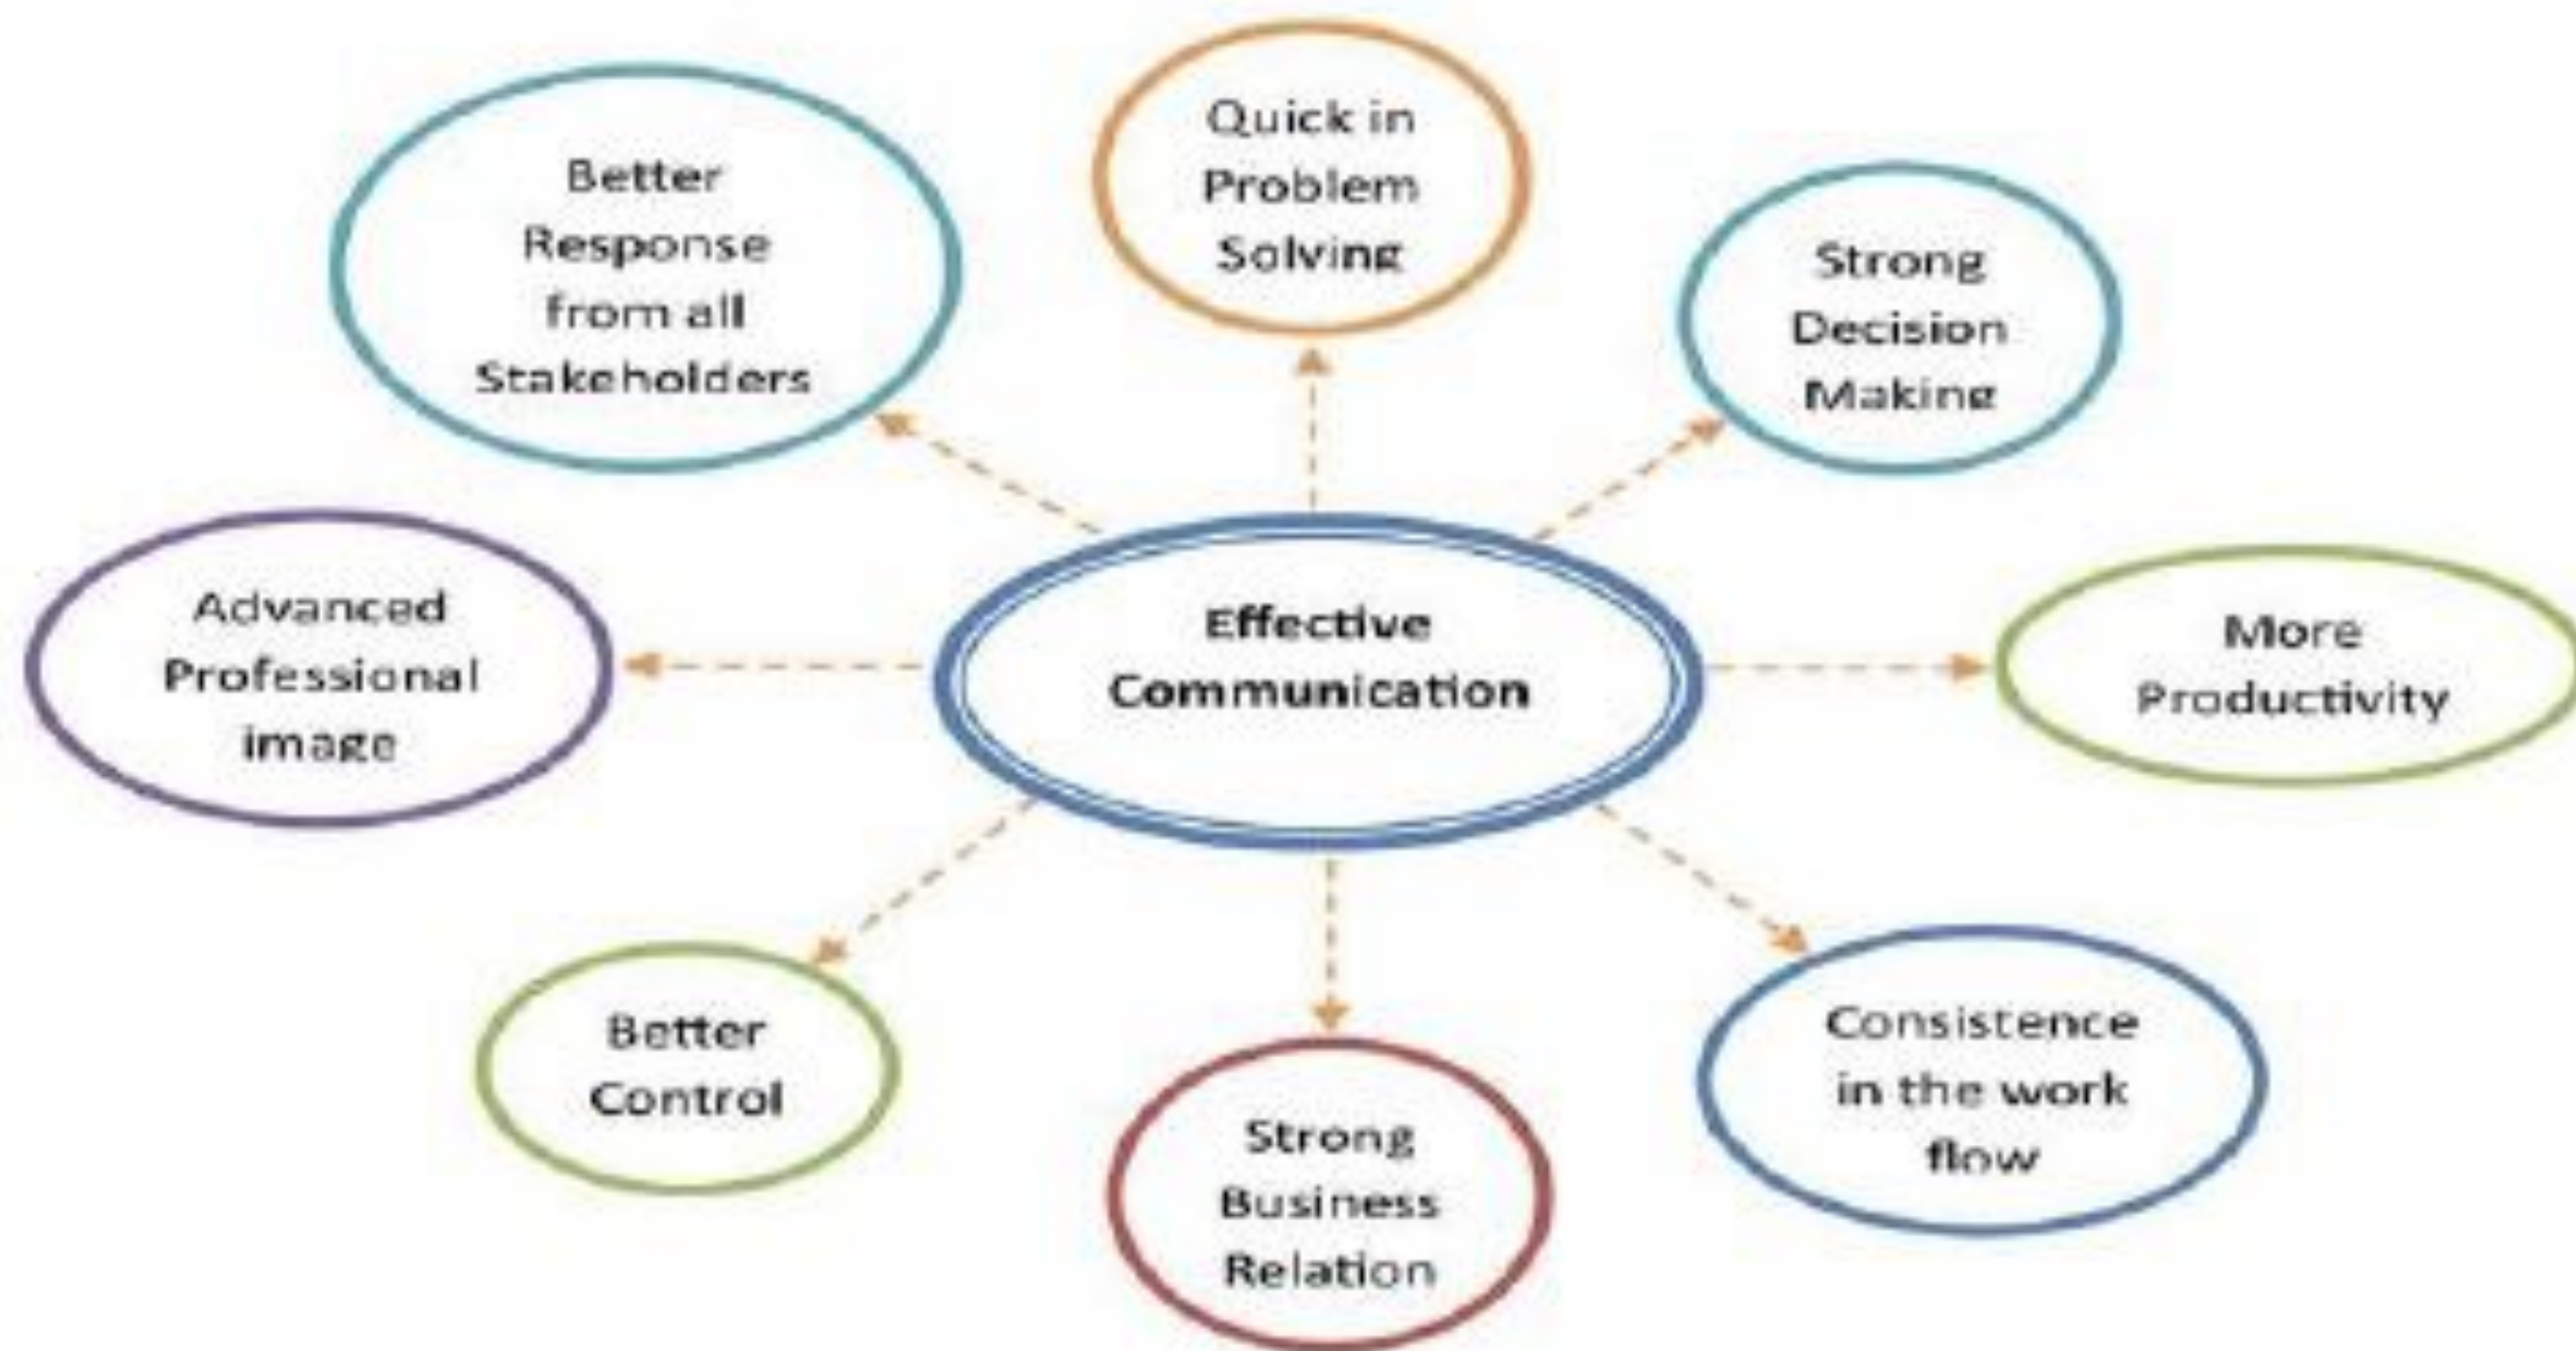 Quick in
Problem
Solving
Better
Response
from all
Stakeholders
Strong
Decision
Making
Advanced
Professional
image
Effective
Communication
More
Productivity
Better
Control
Strong
Business
Relation
Consistence
in the work
flow